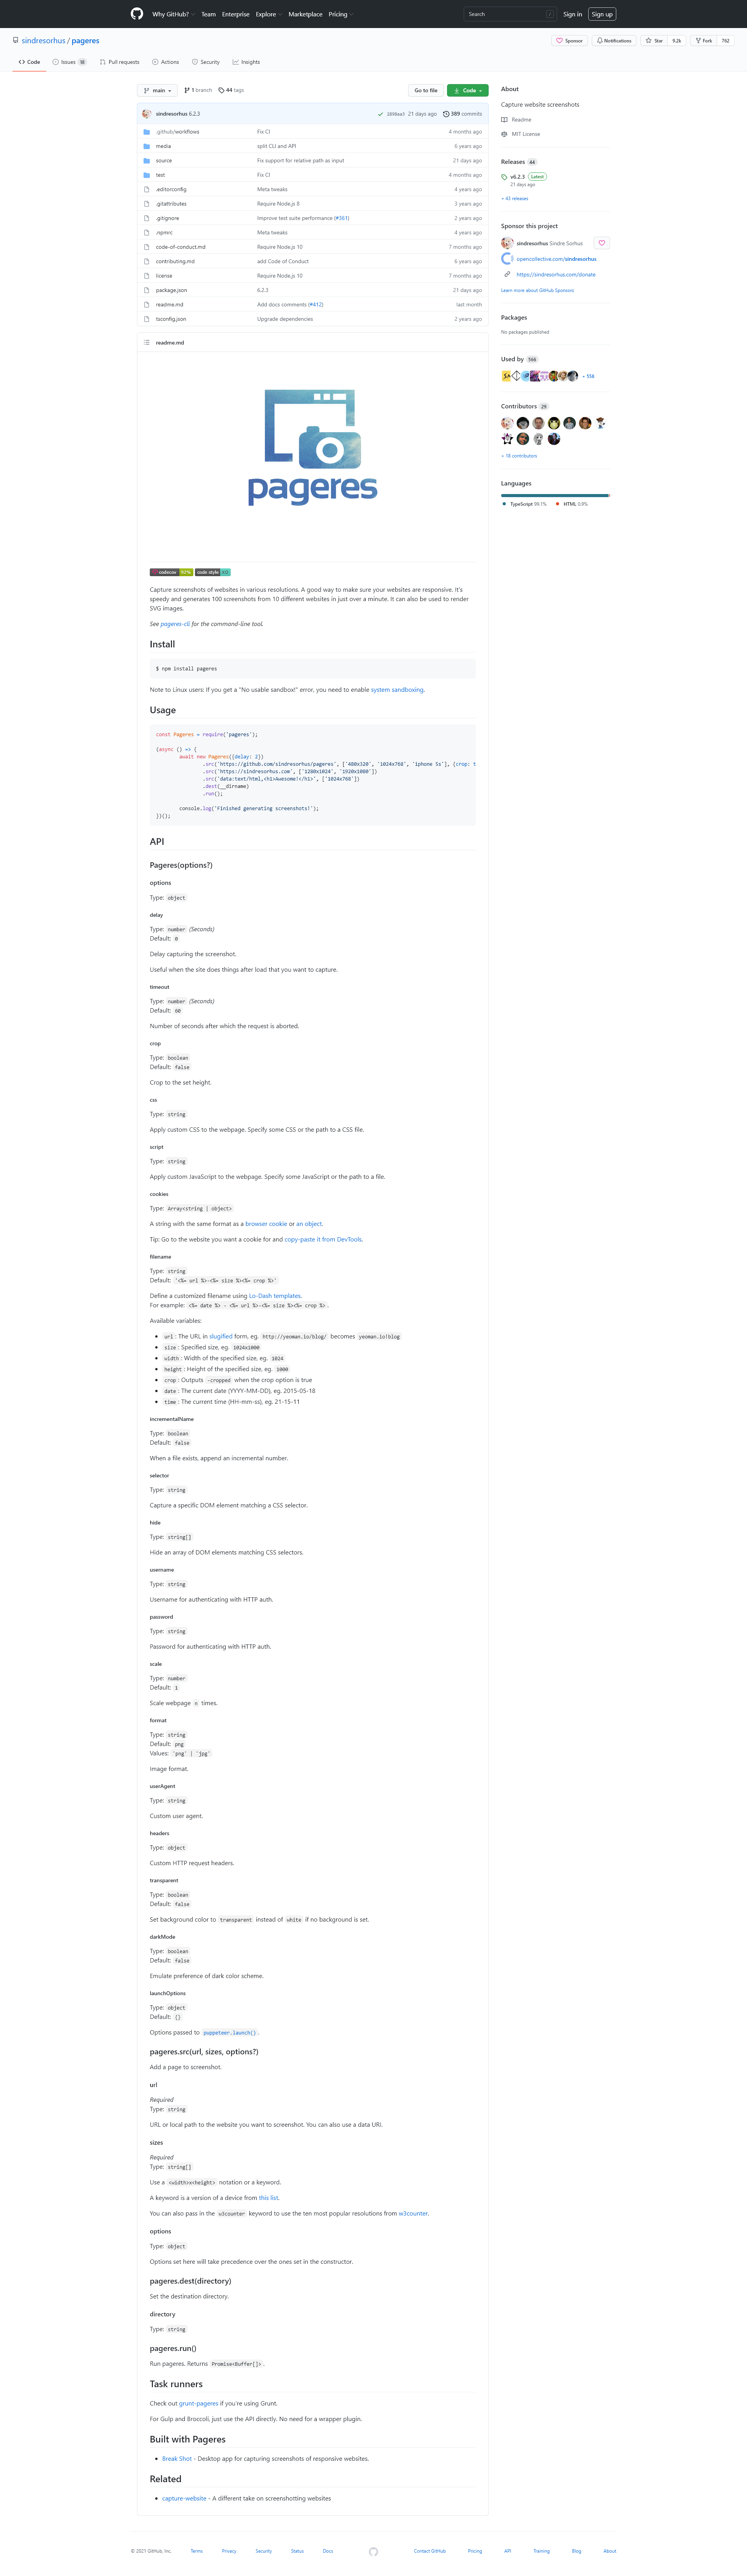 Why GitHub? Team Enterprise Explore Marketplace Pricing Search / Sign in Sign up
sindresorhus / pageres
Sponsor Notifications Star 9.2k Fork 762
Code Issues 18 Pull requests Actions Security Insights
main 1 branch 44 tags Go to file Code
sindresorhus 6.2.3 21 days ago 389 commits
.github/workflows Fix CI 4 months ago
media split CLI and API 6 years ago
source Fix support for relative path as input 21 days ago
test Fix CI 4 months ago
.editorconfig Meta tweaks 4 years ago
.gitattributes Require Node.js 8 3 years ago
.gitignore Improve test suite performance (#361) 2 years ago
.npmrc Meta tweaks 4 years ago
code-of-conduct.md Require Node.js 10 7 months ago
contributing.md add Code of Conduct 6 years ago
license Require Node.js 10 7 months ago
package.json 6.2.3 21 days ago
readme.md Add docs comments (#412) last month
tsconfig.json Upgrade dependencies 2 years ago
readme.md
pageres
codecov 97% code style XO
Capture screenshots of websites in various resolutions. A good way to make sure your websites are responsive. It's
speedy and generates 100 screenshots from 10 different websites in just over a minute. It can also be used to render
SVG images.
See pageres-cli for the command-line tool.
Install
$ npm install pageres
Note to Linux users: If you get a "No usable sandbox!" error, you need to enable system sandboxing.
Usage
const Pageres = require('pageres');
(async () => {
await new Pageres({delay: 2})
.src('https://github.com/sindresorhus/pageres', ['480x320', '1024x768', 'iphone 5s'], {crop: t
.src('https://sindresorhus.com', ['1280x1024', '1920x1080'])
.src('data:text/html,<h1>Awesome!</h1>', ['1024x768'])
.dest(__dirname)
.run();
console.log('Finished generating screenshots!');
})();
API
Pageres(options?)
options
Type: object
delay
Type: number (Seconds)
Default: 0
Delay capturing the screenshot.
Useful when the site does things after load that you want to capture.
timeout
Type: number (Seconds)
Default: 60
Number of seconds after which the request is aborted.
crop
Type: boolean
Default: false
Crop to the set height.
css
Type: string
Apply custom CSS to the webpage. Specify some CSS or the path to a CSS file.
script
Type: string
Apply custom JavaScript to the webpage. Specify some JavaScript or the path to a file.
cookies
Type: Array<string | object>
A string with the same format as a browser cookie or an object.
Tip: Go to the website you want a cookie for and copy-paste it from DevTools.
filename
Type: string
Default: '<%= url %>-<%= size %><%= crop %>'
Define a customized filename using Lo-Dash templates.
For example: <%= date %> - <%= url %>-<%= size %><%= crop %> .
Available variables:
url : The URL in slugified form, eg. http://yeoman.io/blog/ becomes yeoman.io!blog
size : Specified size, eg. 1024x1000
width : Width of the specified size, eg. 1024
height : Height of the specified size, eg. 1000
crop : Outputs -cropped when the crop option is true
date : The current date (YYYY-MM-DD), eg. 2015-05-18
time : The current time (HH-mm-ss), eg. 21-15-11
incrementalName
Type: boolean
Default: false
When a file exists, append an incremental number.
selector
Type: string
Capture a specific DOM element matching a CSS selector.
hide
Type: string[]
Hide an array of DOM elements matching CSS selectors.
username
Type: string
Username for authenticating with HTTP auth.
password
Type: string
Password for authenticating with HTTP auth.
scale
Type: number
Default: 1
Scale webpage n times.
format
Type: string
Default: png
Values: 'png' | 'jpg'
Image format.
userAgent
Type: string
Custom user agent.
headers
Type: object
Custom HTTP request headers.
transparent
Type: boolean
Default: false
Set background color to transparent instead of white if no background is set.
darkMode
Type: boolean
Default: false
Emulate preference of dark color scheme.
launchOptions
Type: object
Default: {}
Options passed to puppeteer.launch() .
pageres.src(url, sizes, options?)
Add a page to screenshot.
url
Required
Type: string
URL or local path to the website you want to screenshot. You can also use a data URI.
sizes
Required
Type: string[]
Use a <width>x<height> notation or a keyword.
A keyword is a version of a device from this list.
You can also pass in the w3counter keyword to use the ten most popular resolutions from w3counter.
options
Type: object
Options set here will take precedence over the ones set in the constructor.
pageres.dest(directory)
Set the destination directory.
directory
Type: string
pageres.run()
Run pageres. Returns Promise<Buffer[]> .
Task runners
Check out grunt-pageres if you're using Grunt.
For Gulp and Broccoli, just use the API directly. No need for a wrapper plugin.
Built with Pageres
Break Shot - Desktop app for capturing screenshots of responsive websites.
Related
capture-website - A different take on screenshotting websites
About
Capture website screenshots
Readme
MIT License
Releases 44
v6.2.3 Latest
21 days ago
+ 43 releases
Sponsor this project
sindresorhus Sindre Sorhus
opencollective.com/sindresorhus
https://sindresorhus.com/donate
Learn more about GitHub Sponsors
Packages
No packages published
Used by 566
+ 558
Contributors 29
+ 18 contributors
Languages
TypeScript 99.1% HTML 0.9%
© 2021 GitHub, Inc. Terms Privacy Security Status Docs Contact GitHub Pricing API Training Blog About